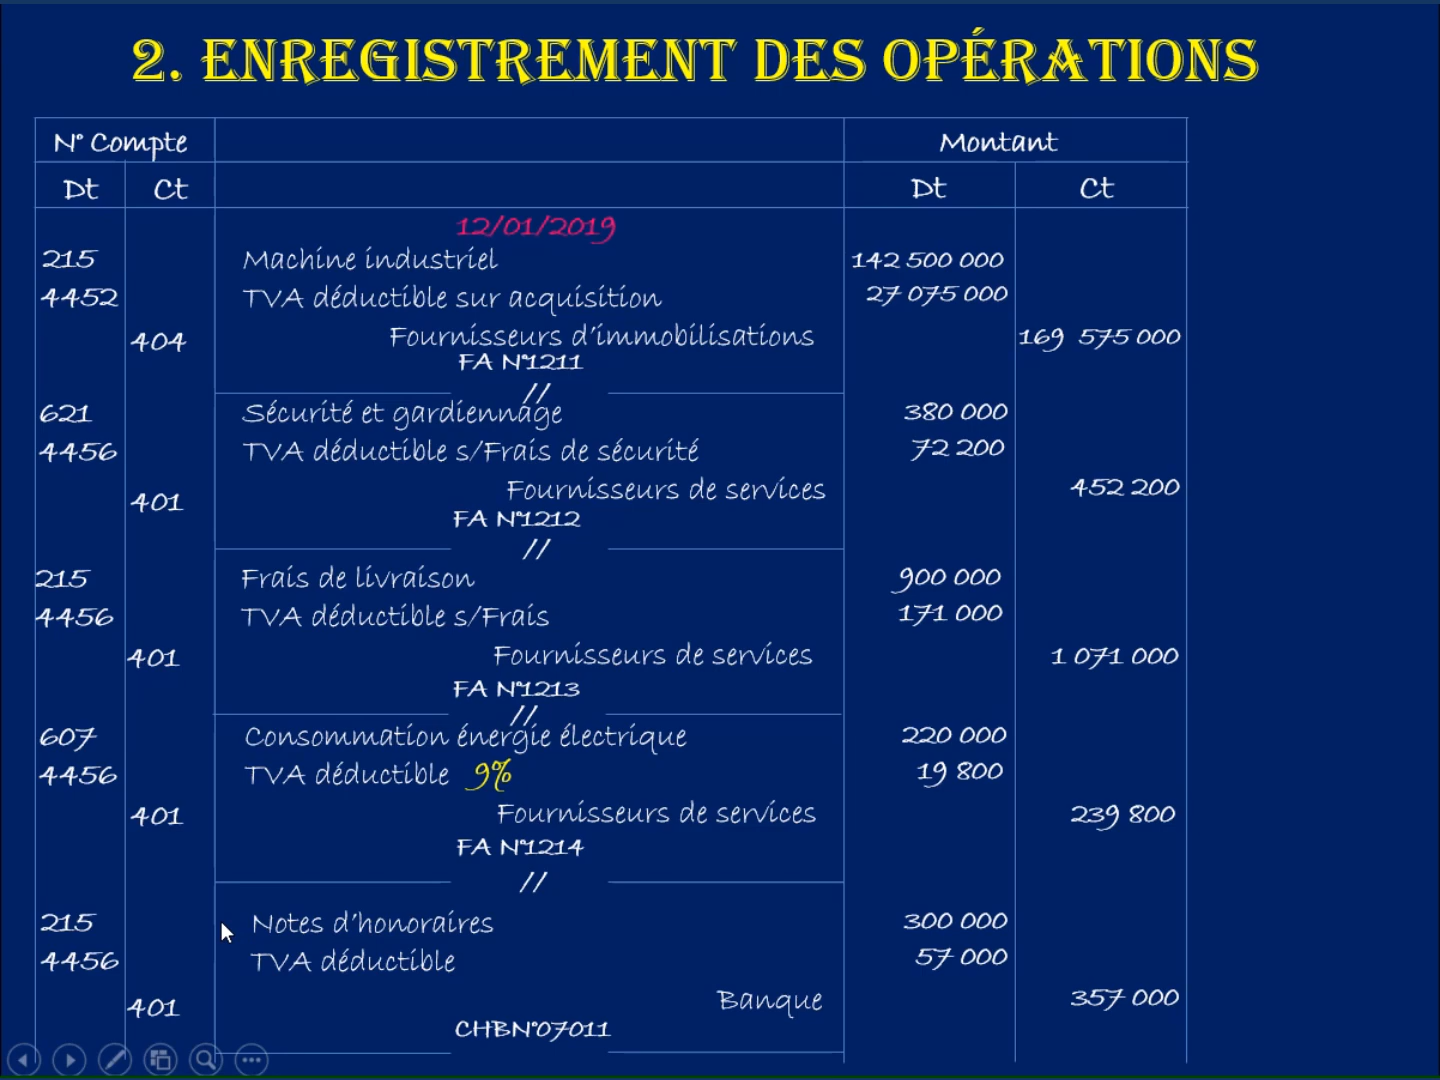 2. ENREGISTREMENT DES OPÉRATIONS
N° Compte Montant
Dt Ct Dt Ct
12/01/2019
215 Machine industriel 142 500 000
4452 TVA déductible sur acquisition 27 075 000
404 Fournisseurs d'immobilisations 169 575 000
FA N°1211
//
621 Sécurité et gardiennage 380 000
4456 TVA déductible s/Frais de sécurité 72 200
401 Fournisseurs de services 452 200
FA N°1212
//
215 Frais de livraison 900 000
4456 TVA déductible s/Frais 171 000
401 Fournisseurs de services 1 071 000
FA N°1213
//
607 Consommation énergie électrique 220 000
4456 TVA déductible 9% 19 800
401 Fournisseurs de services 239 800
FA N°1214
//
215 Notes d'honoraires 300 000
4456 TVA déductible 57 000
401 Banque 357 000
CHBN°07011